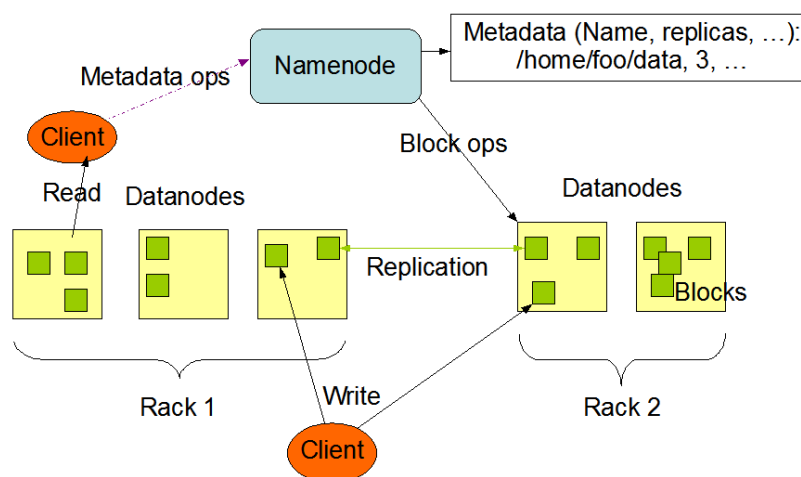 Metadata (Name, replicas, …):
/home/foo/data, 3, …
Namenode
Metadata ops
Client
Block ops
Read
Datanodes
Datanodes
Replication
Blocks
Rack 1
Write
Rack 2
Client